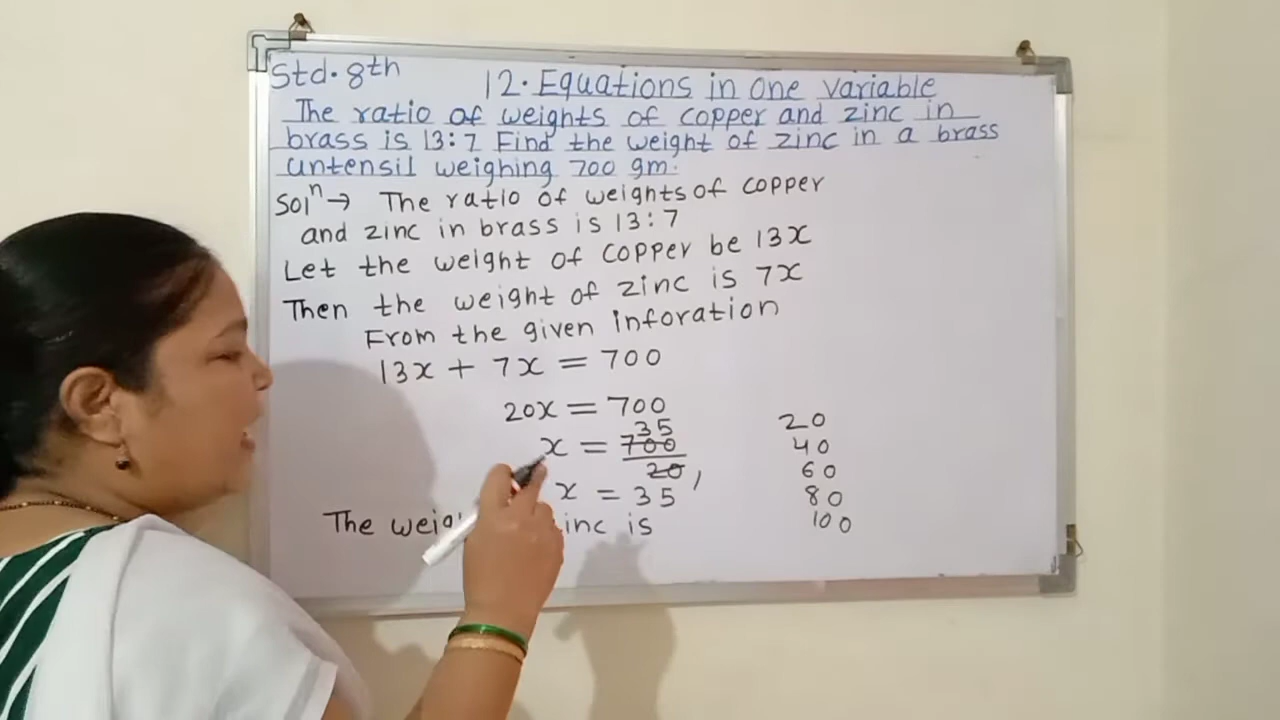 Std. 8th
12. Equations in one variable
The ratio of weights of copper and zinc in
brass is 13:7 Find the weight of zinc in a brass
untensil weighing 700 gm.
Solⁿ → The ratio of weights of copper
and zinc in brass is 13:7
Let the weight of copper be 13x
Then the weight of zinc is 7x
From the given inforation
13x + 7x = 700
20x = 700
35
x = 700
20
1
x = 35
The zinc is
20
40
60
80
100